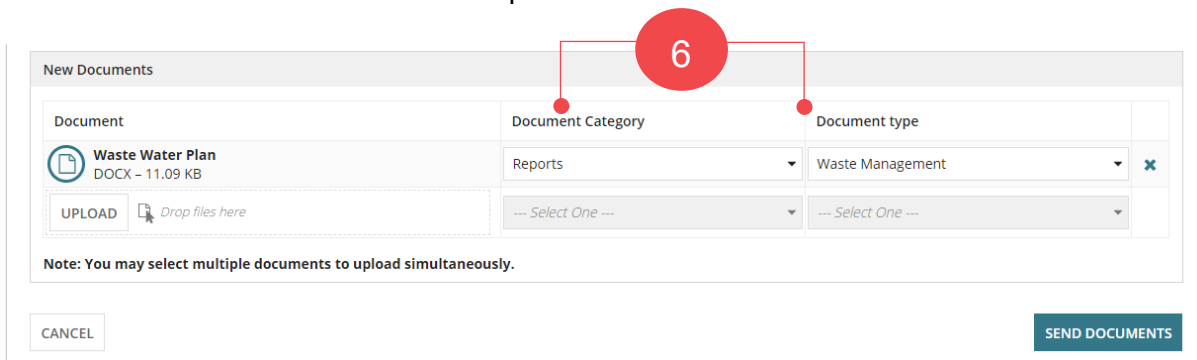 6
New Documents
Document Document Category Document type
Waste Water Plan
DOCX – 11.09 KB
Reports Waste Management
UPLOAD Drop files here --- Select One --- --- Select One ---
Note: You may select multiple documents to upload simultaneously.
CANCEL SEND DOCUMENTS